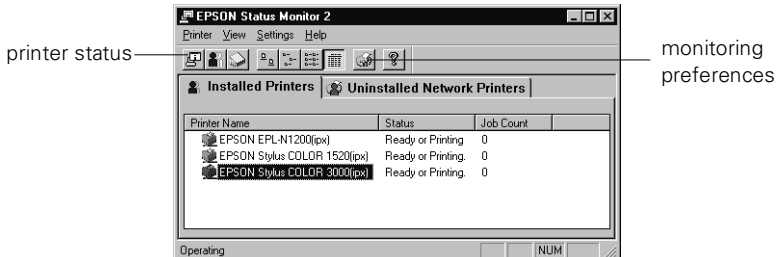 EPSON Status Monitor 2
Printer View Settings Help
printer status
monitoring
preferences
Installed Printers Uninstalled Network Printers
Printer Name Status Job Count
EPSON EPL-N1200(ipx) Ready or Printing 0
EPSON Stylus COLOR 1520(ipx) Ready or Printing. 0
EPSON Stylus COLOR 3000(ipx) Ready or Printing. 0
Operating NUM